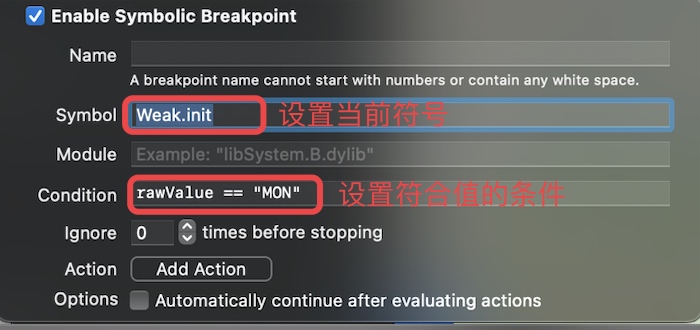 Enable Symbolic Breakpoint
Name
A breakpoint name cannot start with numbers or contain any white space.
Symbol Weak.init 设置当前符号
Module Example: "libSystem.B.dylib"
Condition rawValue == "MON" 设置符合值的条件
Ignore 0 times before stopping
Action Add Action
Options Automatically continue after evaluating actions